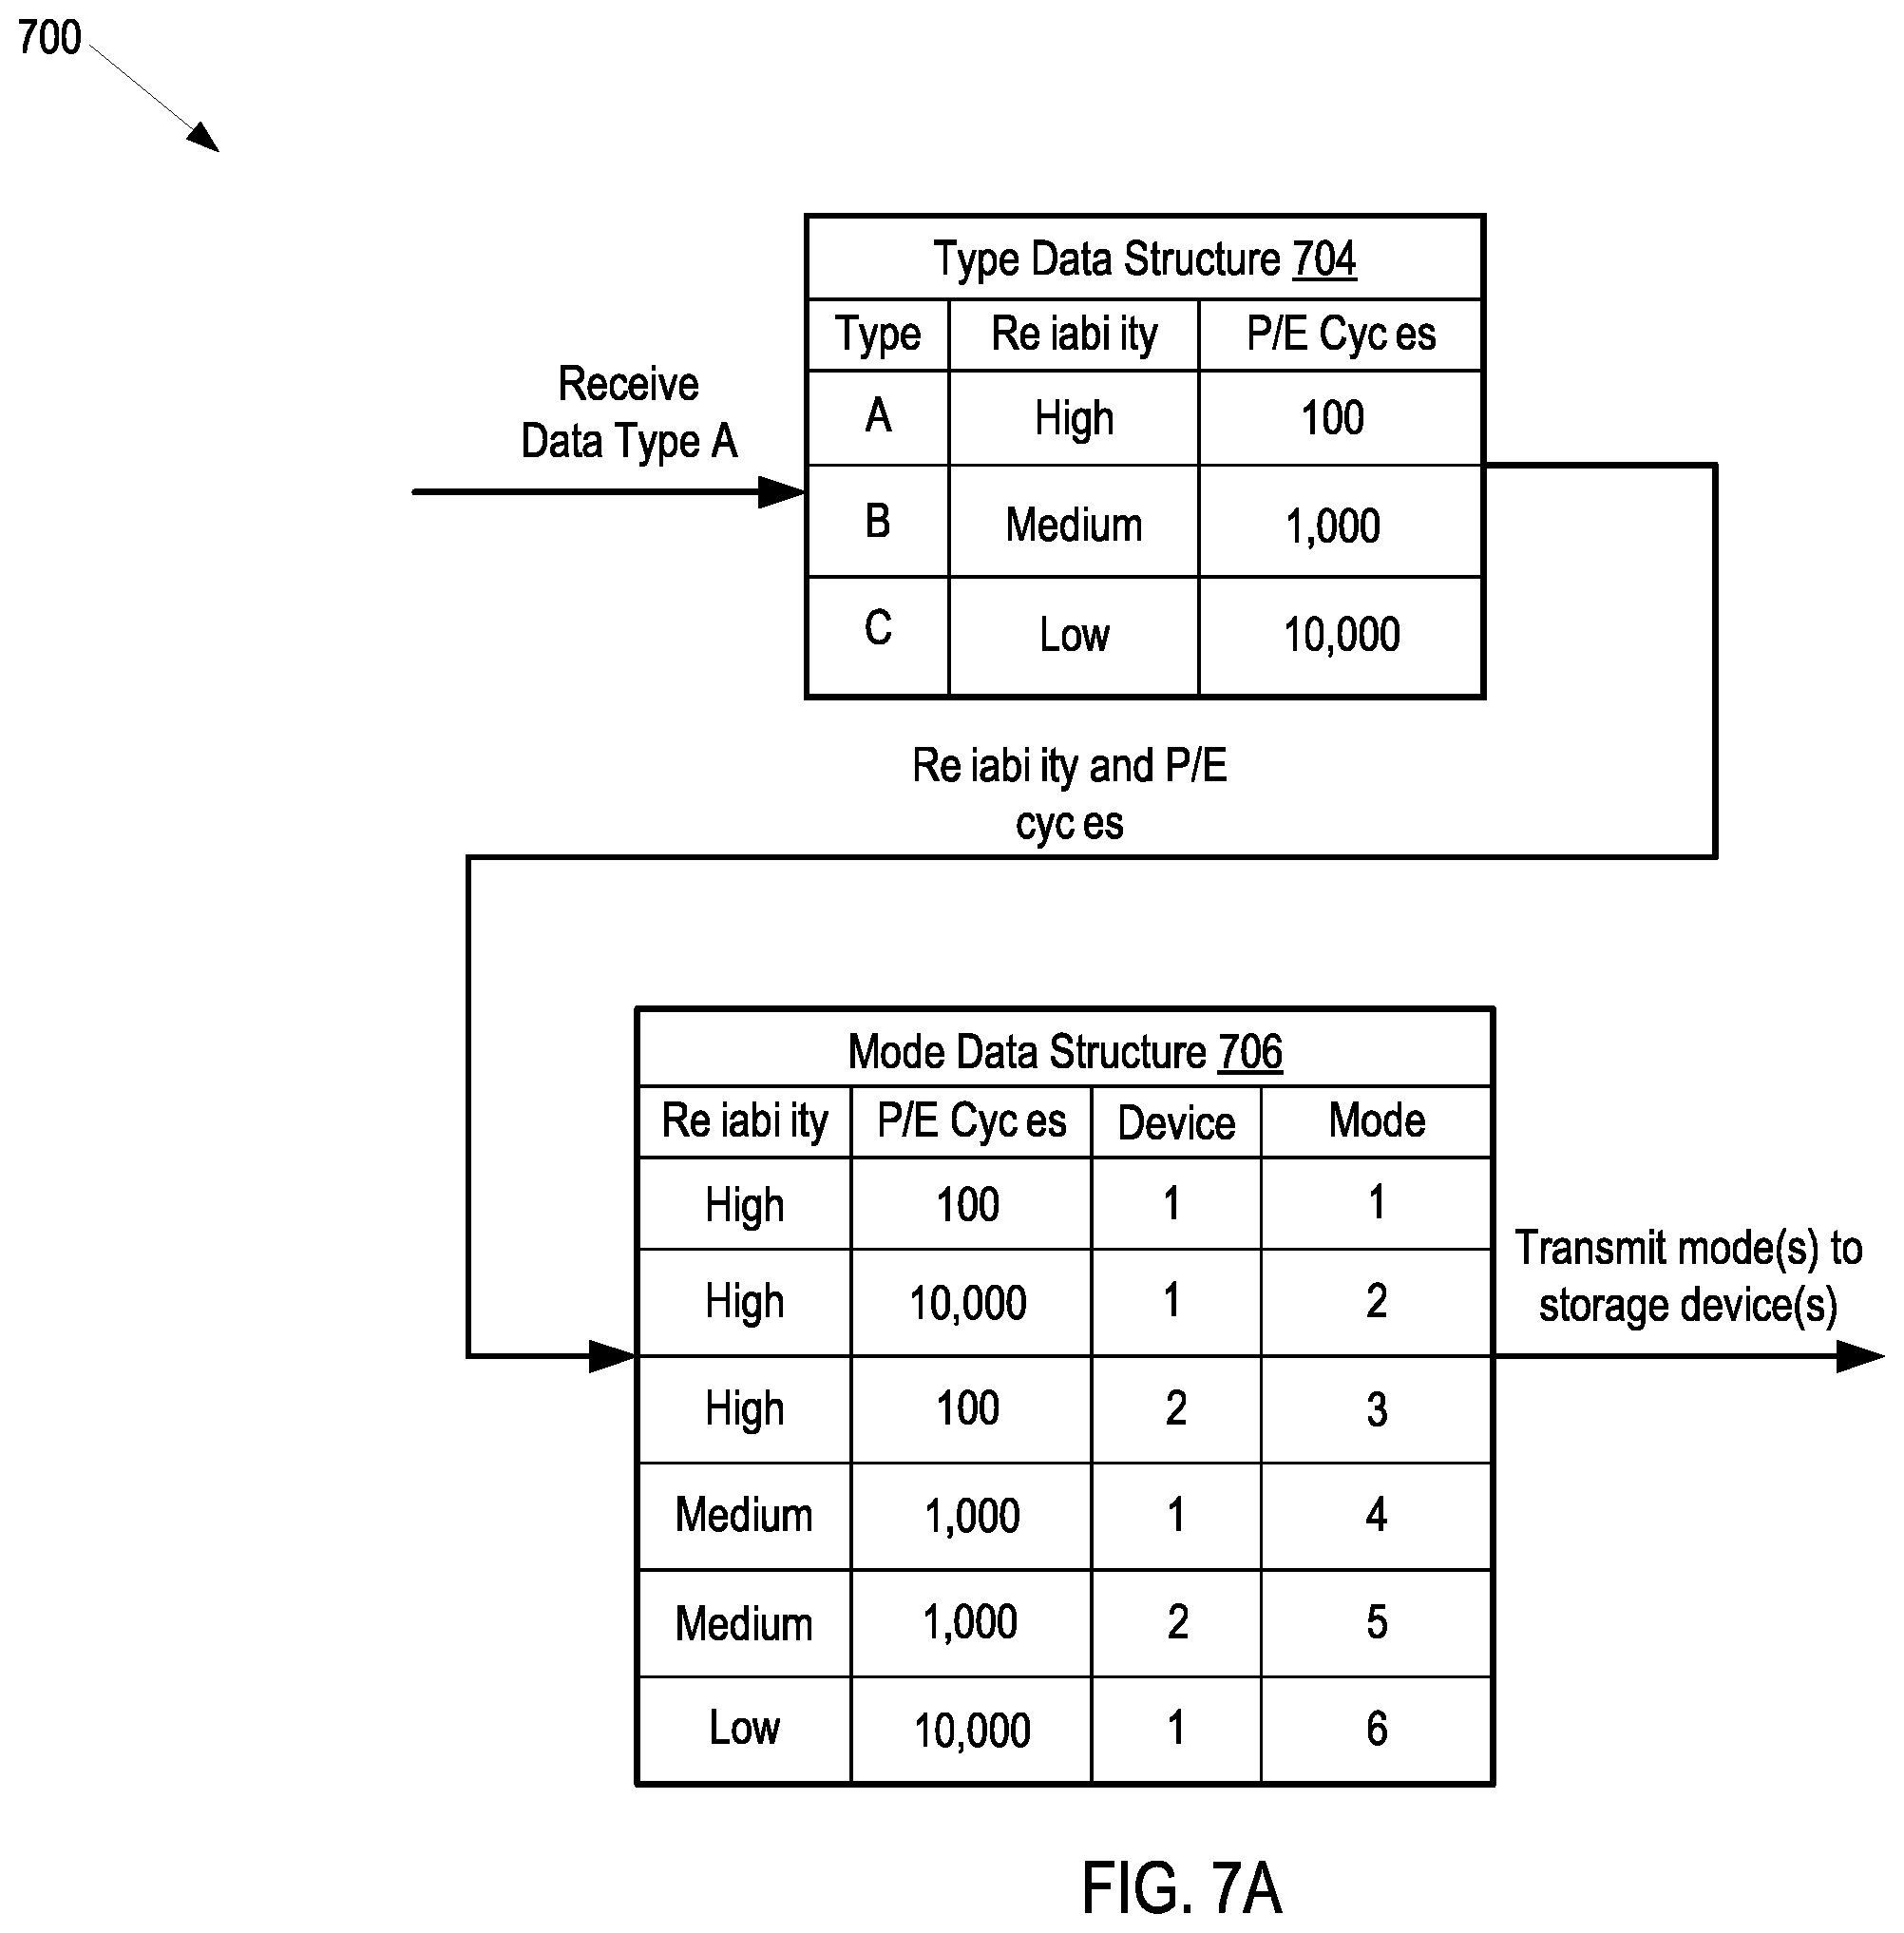 700
Type Data Structure 704
Type Re iabi ity P/E Cyc es
A High 100
B Medium 1,000
C Low 10,000
Receive
Data Type A
Re iabi ity and P/E
cyc es
Mode Data Structure 706
Re iabi ity P/E Cyc es Device Mode
High 100 1 1
High 10,000 1 2
High 100 2 3
Medium 1,000 1 4
Medium 1,000 2 5
Low 10,000 1 6
Transmit mode(s) to
storage device(s)
FIG. 7A